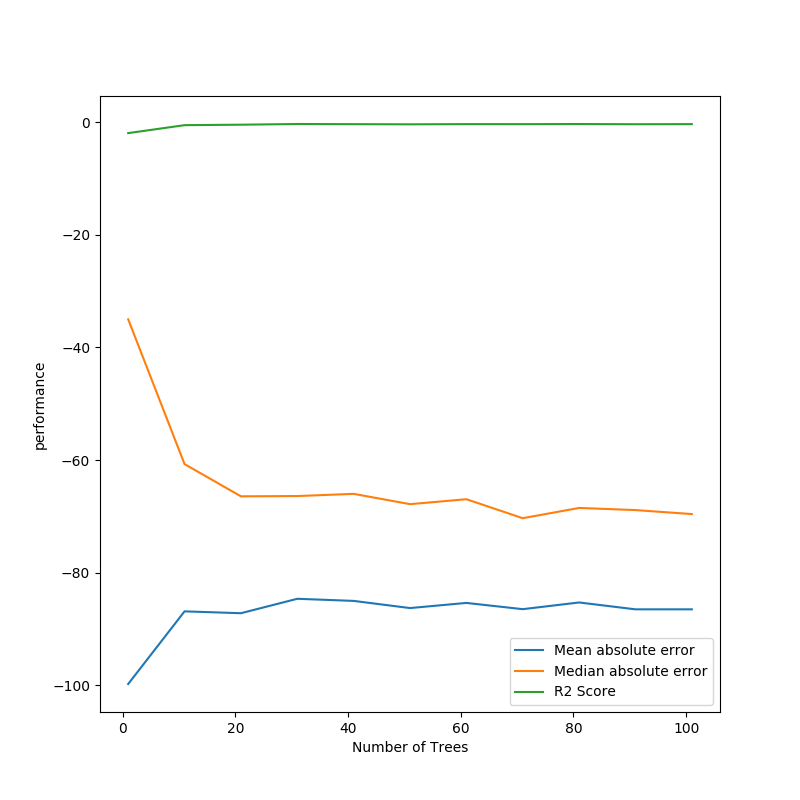 0
−20
−40
−60
−80
−100
performance
0 20 40 60 80 100
Number of Trees
Mean absolute error
Median absolute error
R2 Score